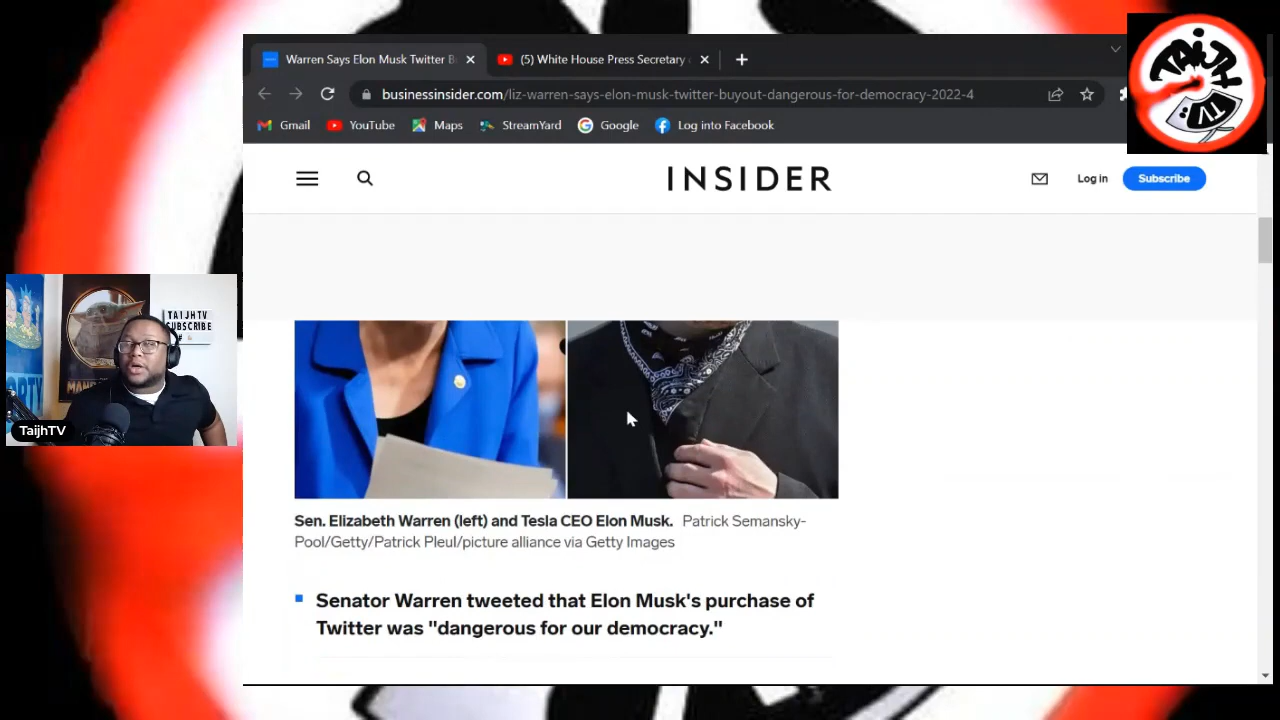 Warren Says Elon Musk Twitter B
(5) White House Press Secretary
businessinsider.com/liz-warren-says-elon-musk-twitter-buyout-dangerous-for-democracy-2022-4
Gmail
YouTube
Maps
StreamYard
Google
Log into Facebook
TAIJH
TV
INSIDER
Log in
Subscribe
TAIJHTV
SUBSCRIBE
TaijhTV
Sen. Elizabeth Warren (left) and Tesla CEO Elon Musk. Patrick Semansky-
Pool/Getty/Patrick Pleul/picture alliance via Getty Images
Senator Warren tweeted that Elon Musk's purchase of
Twitter was "dangerous for our democracy."